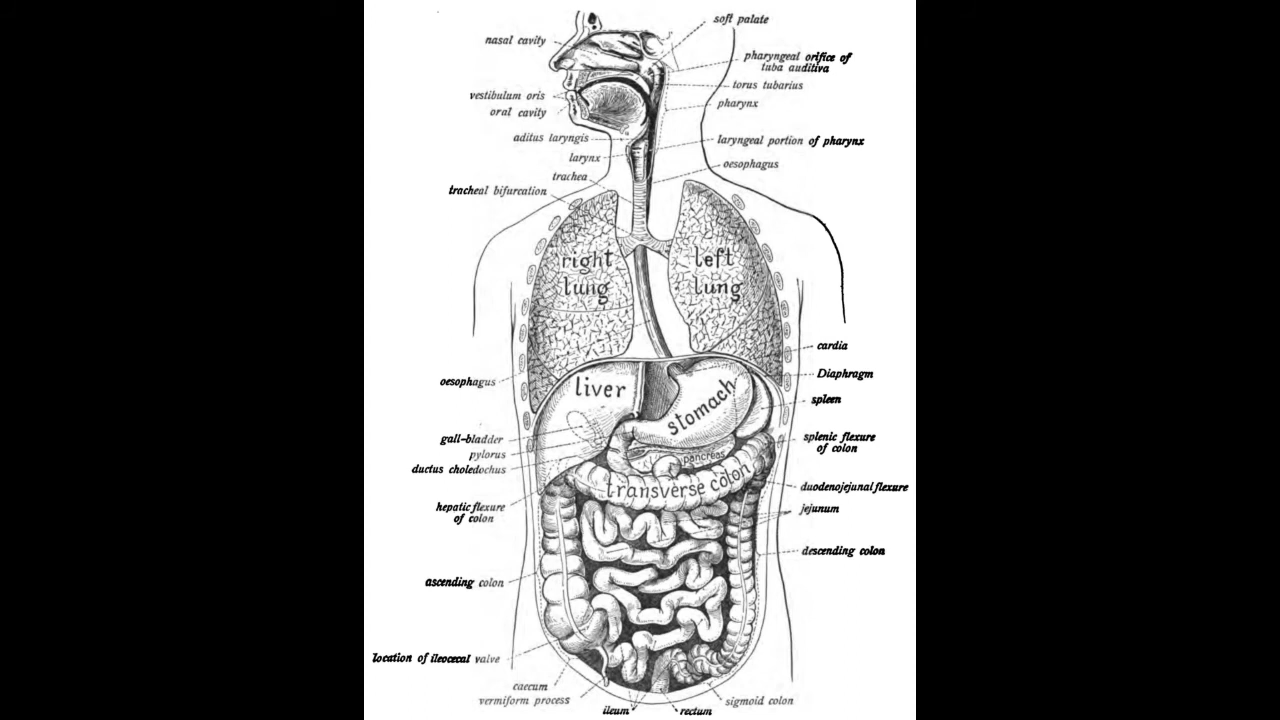 soft palate
nasal cavity
pharyngeal orifice of
tuba auditiva
torus tubarius
vestibulum oris
pharynx
oral cavity
aditus laryngis
laryngeal portion of pharynx
larynx
oesophagus
trachea
tracheal bifurcation
right
lung
left
lung
cardia
Diaphragm
oesophagus
liver
stomach
spleen
gall-bladder
splenic flexure
of colon
pylorus
pancreas
ductus choledochus
transverse colon
duodenojejunal flexure
hepatic flexure
of colon
jejunum
descending colon
ascending colon
location of ileocecal valve
caecum
vermiform process
sigmoid colon
ileum
rectum